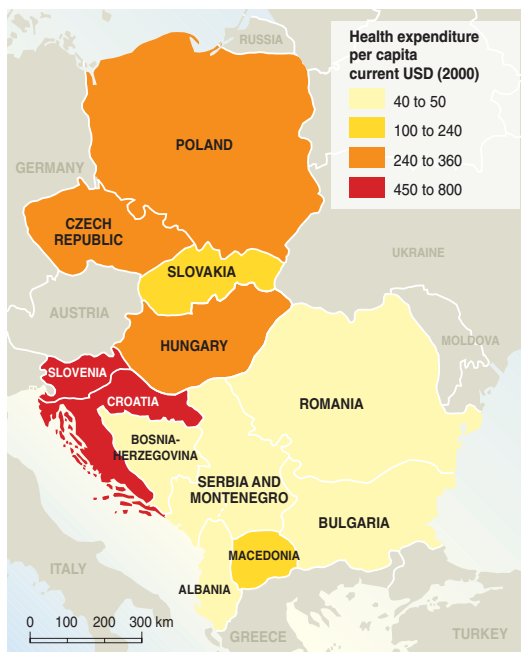 RUSSIA
Health expenditure
per capita
current USD (2000)
40 to 50
100 to 240
240 to 360
450 to 800
POLAND
GERMANY
CZECH
REPUBLIC
UKRAINE
SLOVAKIA
AUSTRIA
MOLDOVA
HUNGARY
SLOVENIA
CROATIA
ROMANIA
BOSNIA-
HERZEGOVINA
SERBIA AND
MONTENEGRO
BULGARIA
MACEDONIA
ITALY
ALBANIA
0 100 200 300 km
GREECE
TURKEY